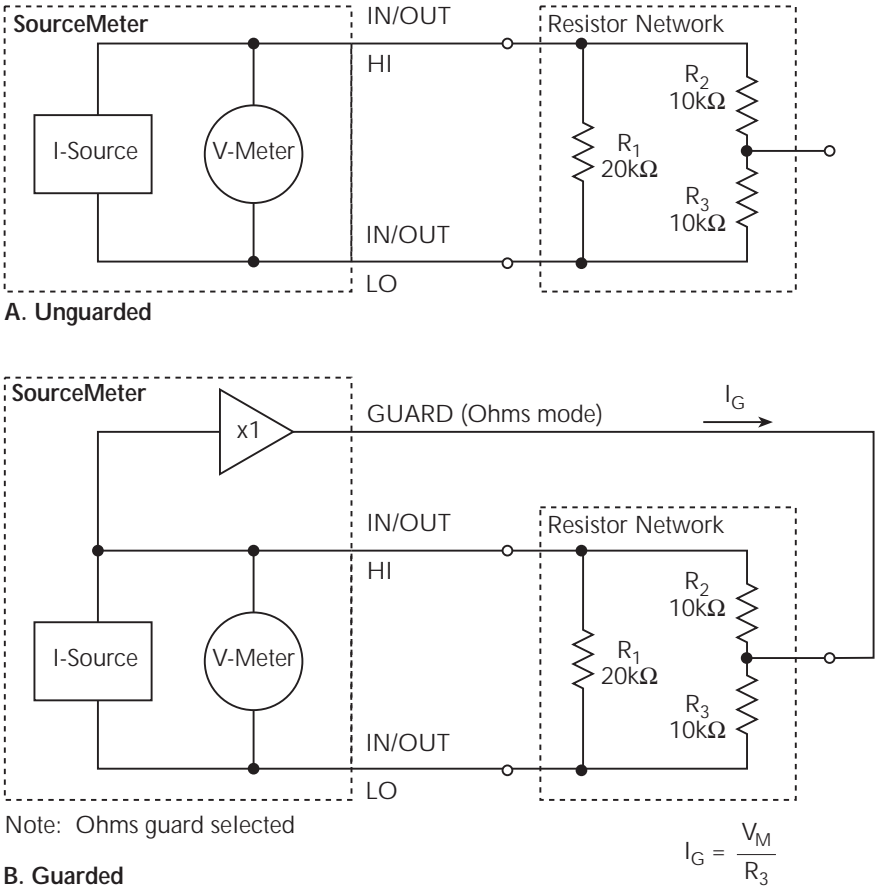 SourceMeter
IN/OUT
Resistor Network
HI
R2
10kΩ
I-Source
V-Meter
R1
20kΩ
R3
10kΩ
IN/OUT
LO
A. Unguarded
SourceMeter
IG
x1
GUARD (Ohms mode)
IN/OUT
Resistor Network
HI
R2
10kΩ
I-Source
V-Meter
R1
20kΩ
R3
10kΩ
IN/OUT
LO
Note: Ohms guard selected
IG = VM
R3
B. Guarded